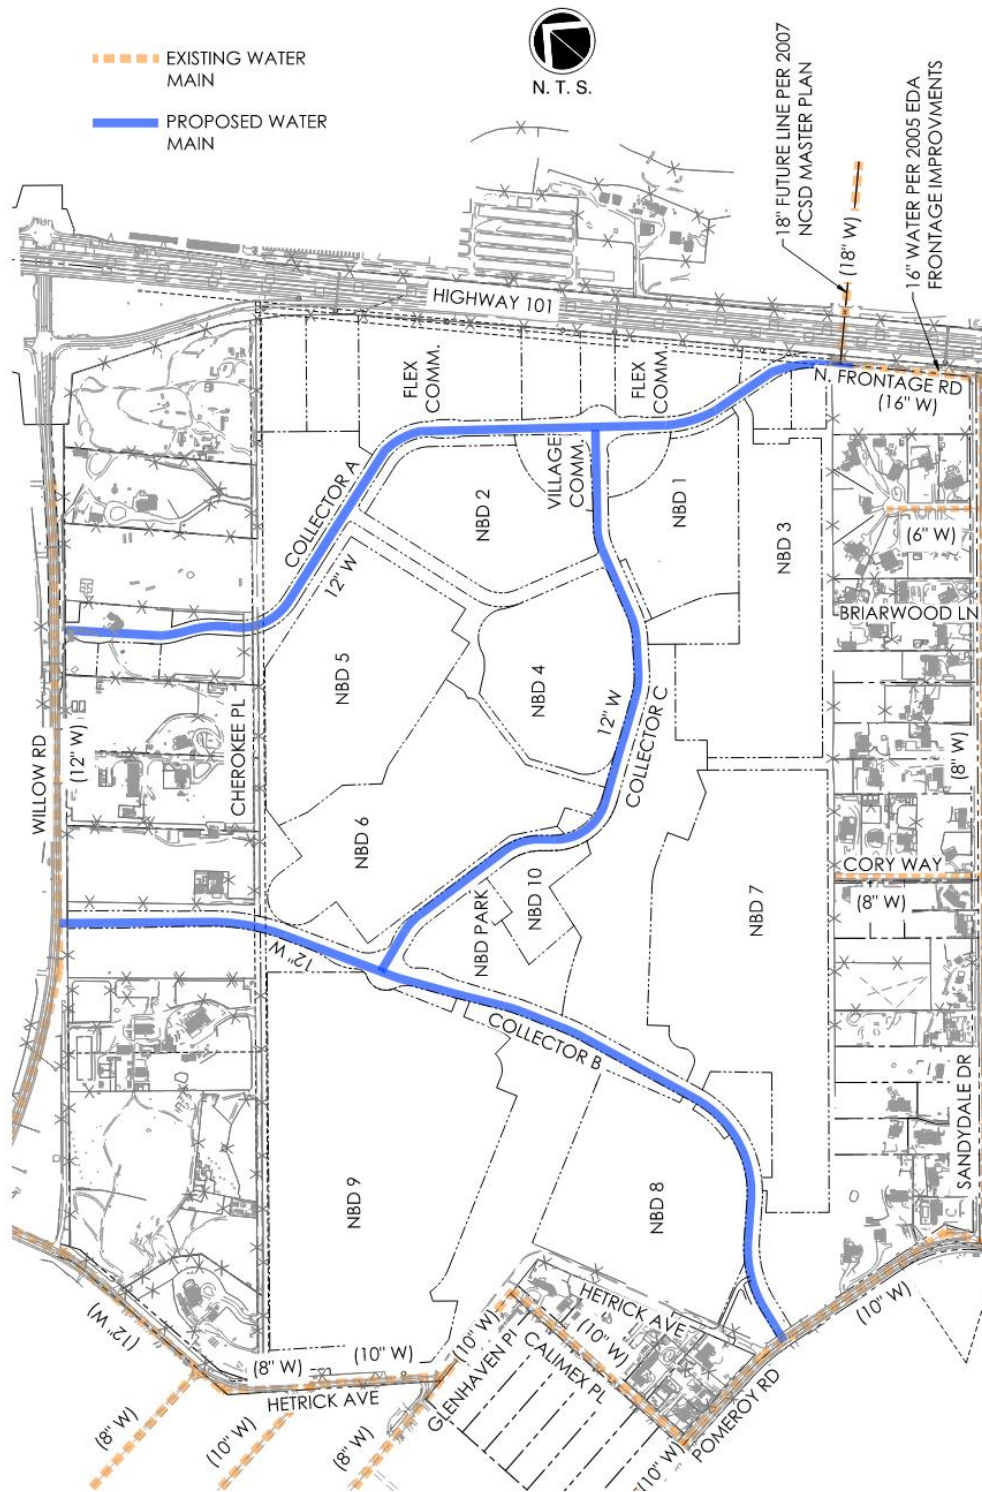 EXISTING WATER
MAIN
PROPOSED WATER
MAIN
N. T. S.
18" FUTURE LINE PER 2007
NCSD MASTER PLAN
16" WATER PER 2005 EDA
FRONTAGE IMPROVMENTS
(18" W)
HIGHWAY 101
FLEX
COMM.
FLEX
COMM.
N. FRONTAGE RD
(16" W)
COLLECTOR A
12" W
VILLAGE
COMM.
NBD 2
NBD 1
NBD 3
(6" W)
BRIARWOOD LN
NBD 5
NBD 4
12" W
COLLECTOR C
WILLOW RD
(12" W)
CHEROKEE PL
(8" W)
NBD 6
CORY WAY
(8" W)
NBD PARK
NBD 10
NBD 7
12" W
COLLECTOR B
SANDYDALE DR
NBD 9
NBD 8
HETRICK AVE
(10" W)
(12" W)
(8" W)
(10" W)
(10" W)
(10" W)
GLENHAVEN Pl
CALIMEX PL
HETRICK AVE
POMEROY RD
(8" W)
(10" W)
(8" W)
(10" W)